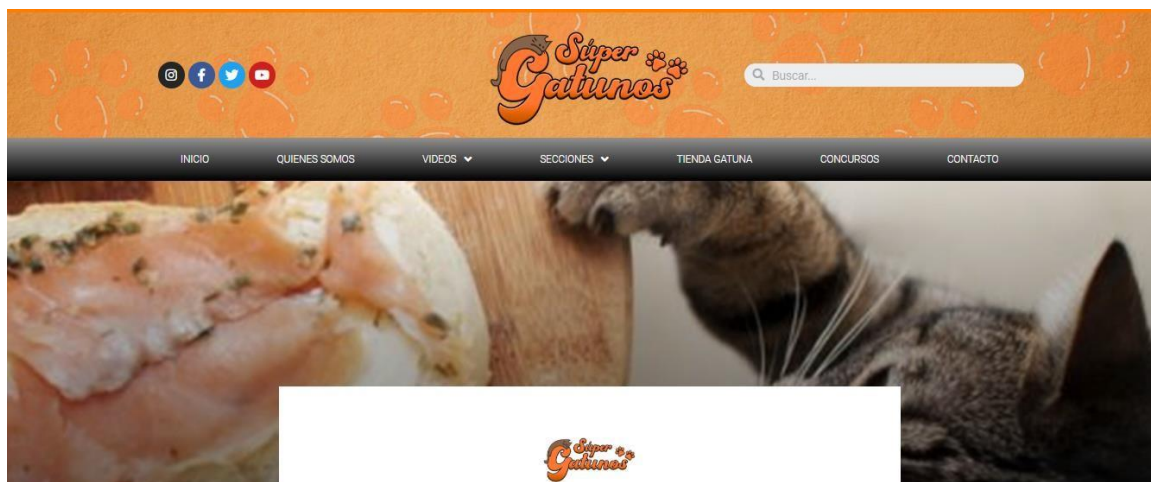 Súper
Gatunos
Buscar...
INICIO
QUIENES SOMOS
VIDEOS
SECCIONES
TIENDA GATUNA
CONCURSOS
CONTACTO
Súper
Gatunos